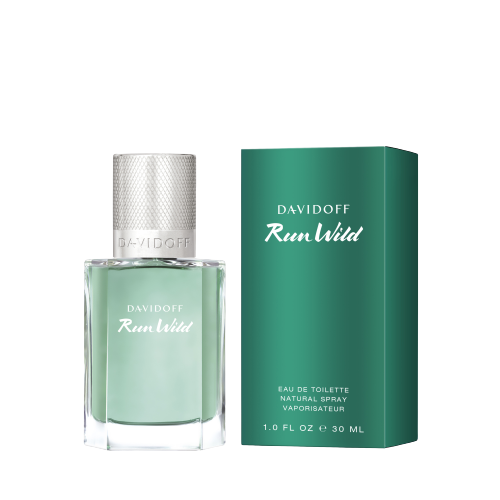 DAVIDOFF
DAVIDOFF
Run Wild
DAVIDOFF
Run Wild
EAU DE TOILETTE
NATURAL SPRAY
VAPORISATEUR
1.0 FL OZ ℮ 30 ML